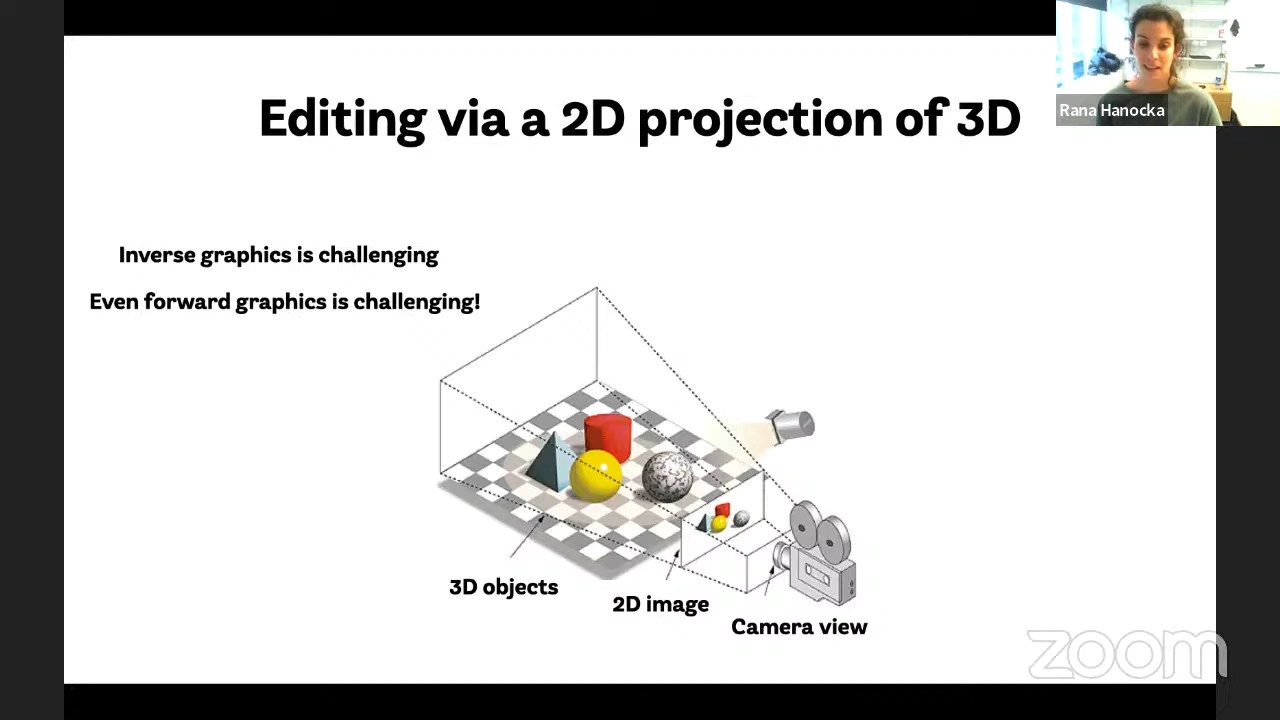 Editing via a 2D projection of 3D
Rana Hanocka
Inverse graphics is challenging
Even forward graphics is challenging!
3D objects
2D image
Camera view
zoom